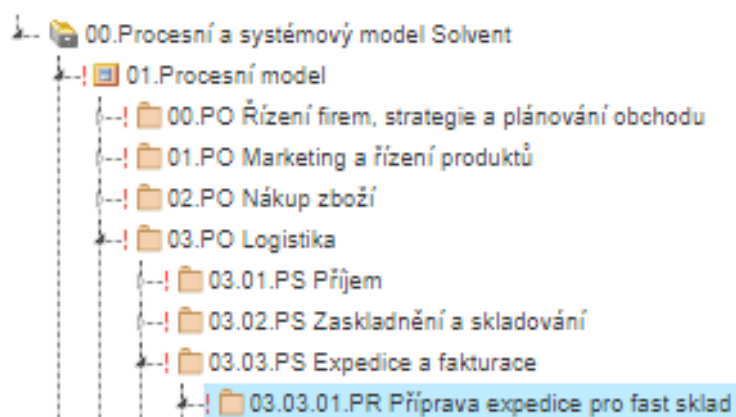 00.Procesní a systémový model Solvent
01.Procesní model
00.PO Řízení firem, strategie a plánování obchodu
01.PO Marketing a řízení produktů
02.PO Nákup zboží
03.PO Logistika
03.01.PS Příjem
03.02.PS Zaskladnění a skladování
03.03.PS Expedice a fakturace
03.03.01.PR Příprava expedice pro fast sklad